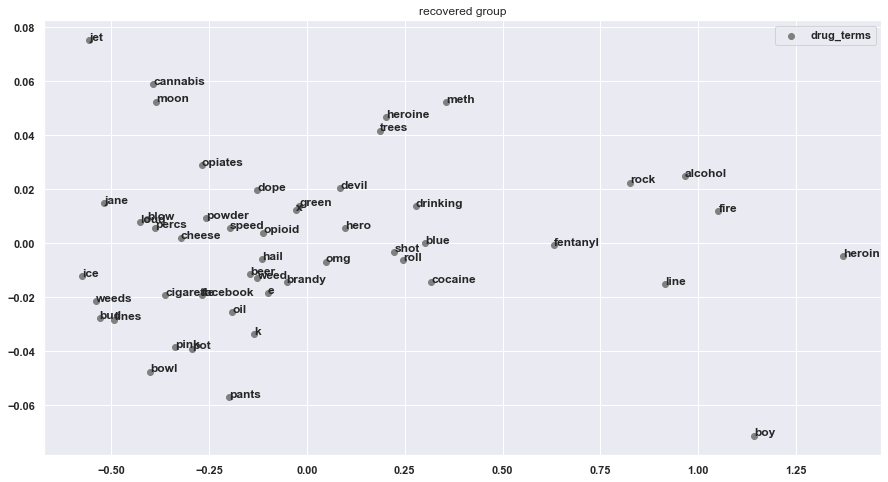 recovered group
drug_terms
0.08
jet
0.06
cannabis
moon
meth
heroine
0.04
trees
opiates
alcohol
rock
0.02
devil
dope
jane
green
x
drinking
fire
blow
powder
loud
percs
speed
hero
opioid
cheese
0.00
blue
fentanyl
shot
heroin
hail
roll
omg
ice
beer
weed
brandy
cocaine
line
e
cigarette
facebook
−0.02
weeds
oil
bud
lines
k
pink
pot
−0.04
bowl
pants
−0.06
boy
−0.50 −0.25 0.00 0.25 0.50 0.75 1.00 1.25